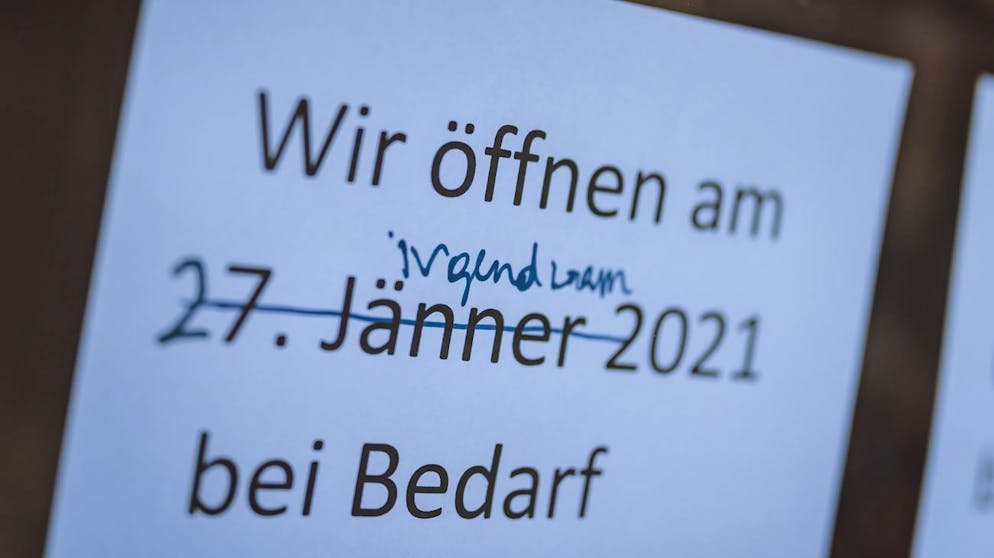 Wir öffnen am
irgendwann
27. Jänner 2021
bei Bedarf